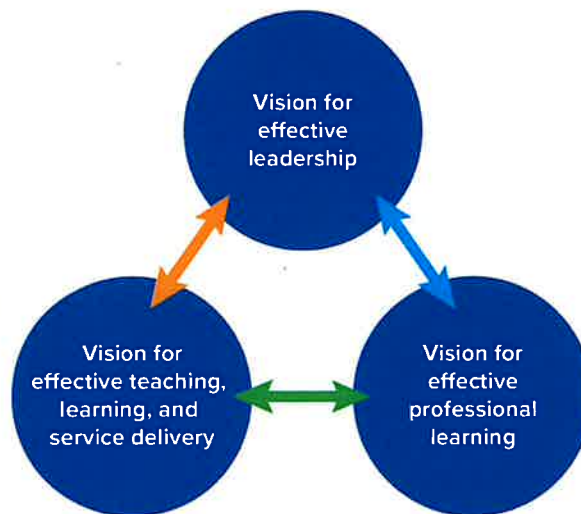 Vision for
effective
leadership
Vision for
effective teaching,
learning, and
service delivery
Vision for
effective
professional
learning